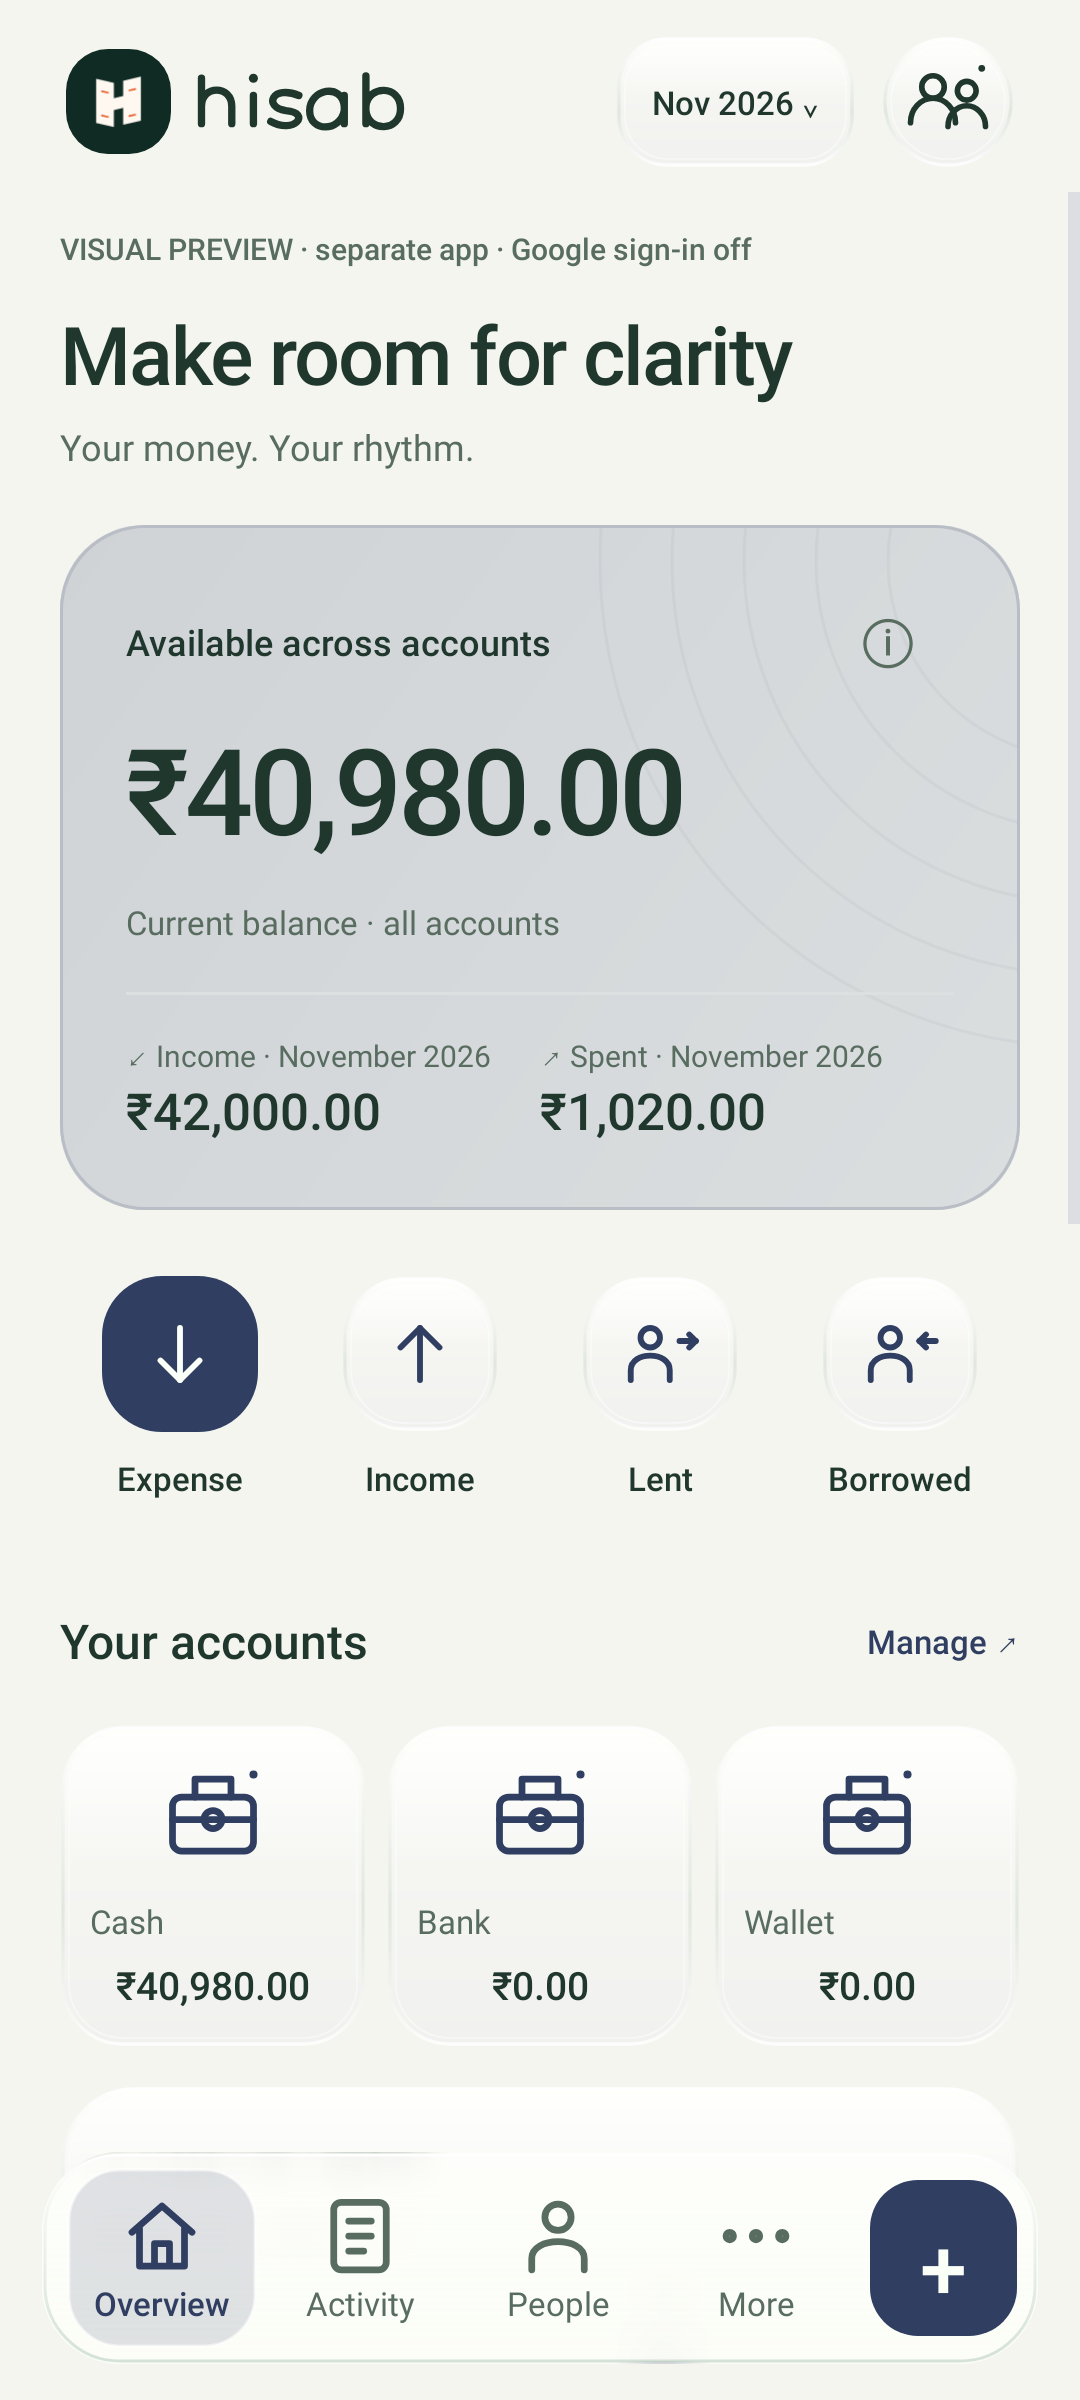 hisab
Nov 2026
VISUAL PREVIEW · separate app · Google sign-in off
Make room for clarity
Your money. Your rhythm.
Available across accounts
₹40,980.00
Current balance · all accounts
↙ Income · November 2026
₹42,000.00
↗ Spent · November 2026
₹1,020.00
Expense
Income
Lent
Borrowed
Your accounts
Manage ↗
Cash
₹40,980.00
Bank
₹0.00
Wallet
₹0.00
Overview
Activity
People
More
+